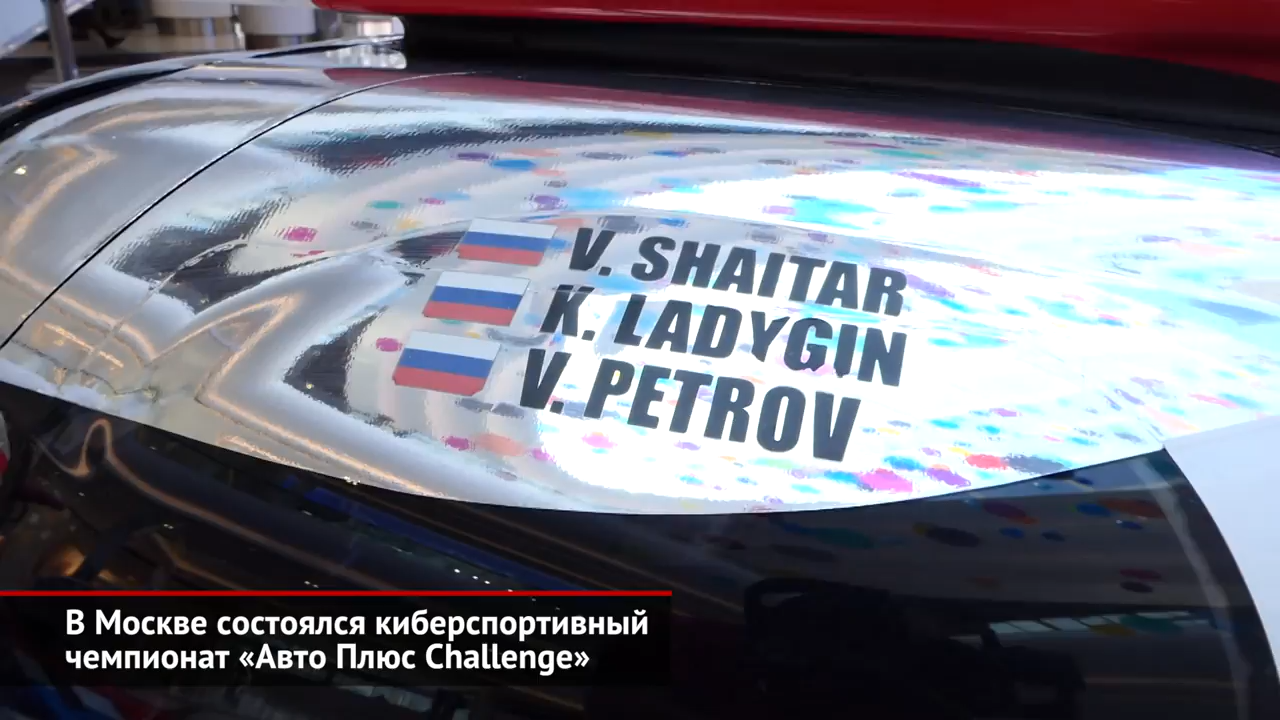 V. SHAITAR
K. LADYGIN
V. PETROV
В Москве состоялся киберспортивный
чемпионат «Авто Плюс Challenge»